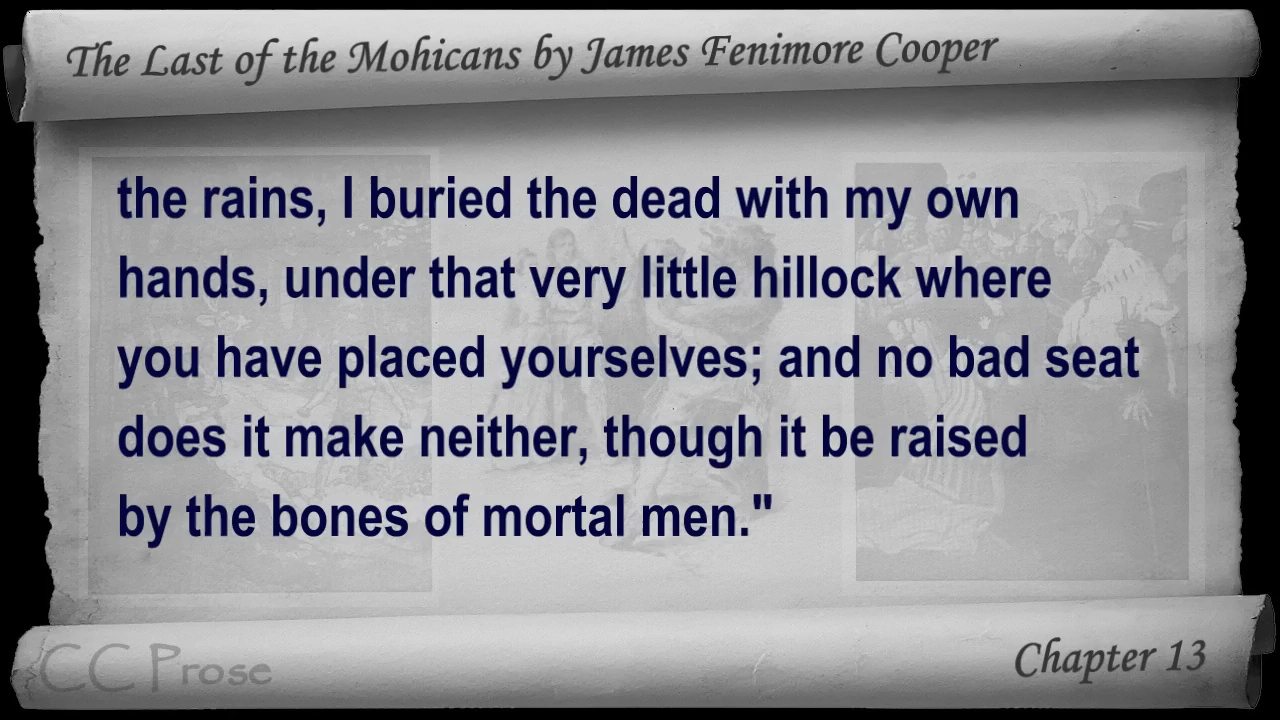 The Last of the Mohicans by James Fenimore Cooper
the rains, I buried the dead with my own
hands, under that very little hillock where
you have placed yourselves; and no bad seat
does it make neither, though it be raised
by the bones of mortal men."
CC Prose
Chapter 13